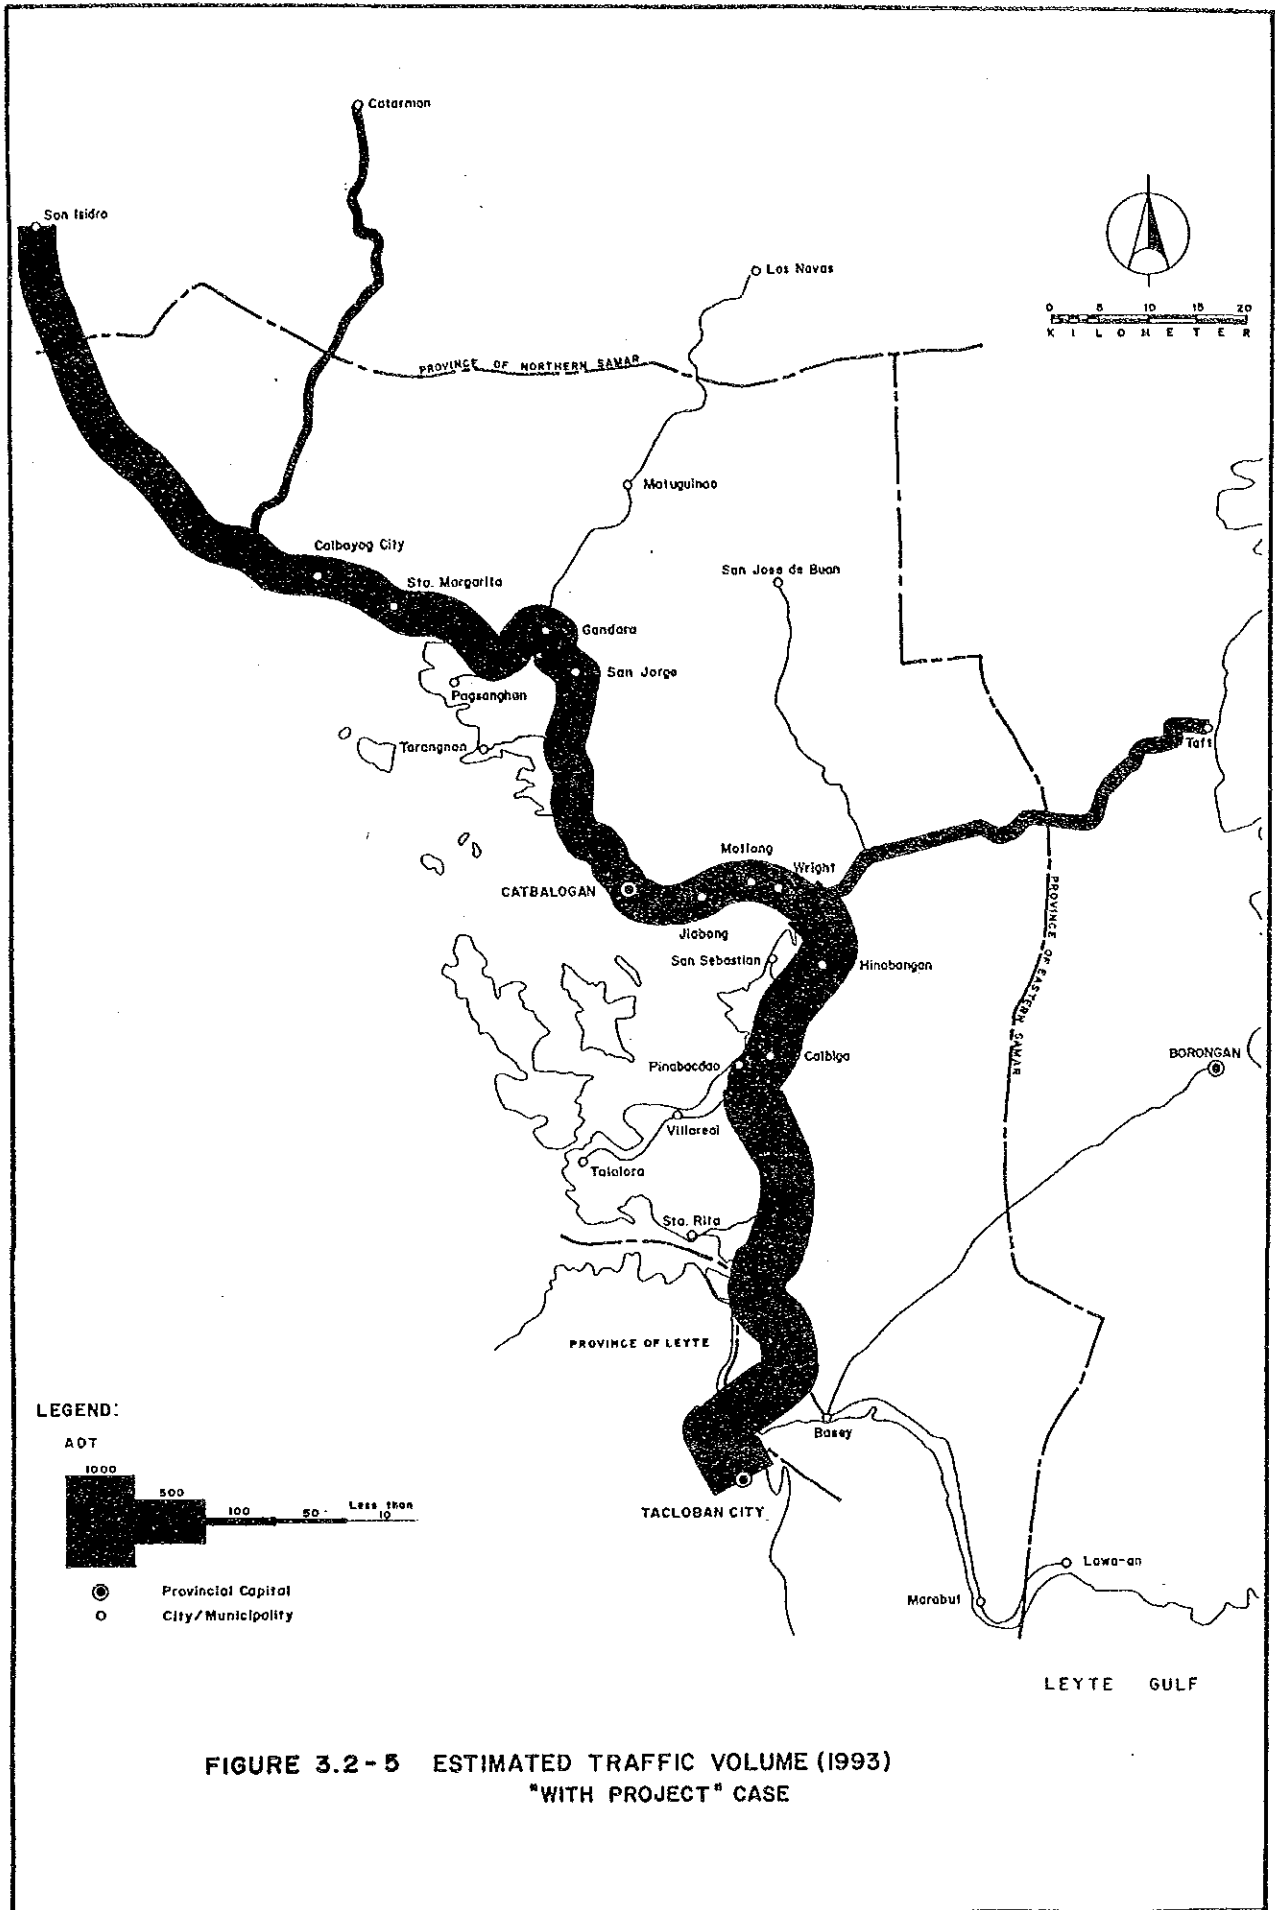 Catarman
San Isidro
Las Navas
0 5 10 15 20
KILOMETER
PROVINCE OF NORTHERN SAMAR
Matuguinao
Calbayog City
San Jose de Buan
Sta. Margarita
Gandara
San Jorge
Pagsanghan
Tarangnan
Taft
Motiong
Wright
CATBALOGAN
Jiabong
San Sebastian
Hinabangan
PROVINCE OF EASTERN SAMAR
BORONGAN
Calbiga
Pinabacdao
Villareal
Talalora
Sta. Rita
PROVINCE OF LEYTE
LEGEND:
ADT
1000
500
100
50
Less than
10
Basey
TACLOBAN CITY
Lawa-an
Provincial Capital
City/Municipality
Marabut
LEYTE GULF
FIGURE 3.2-5 ESTIMATED TRAFFIC VOLUME (1993)
"WITH PROJECT" CASE